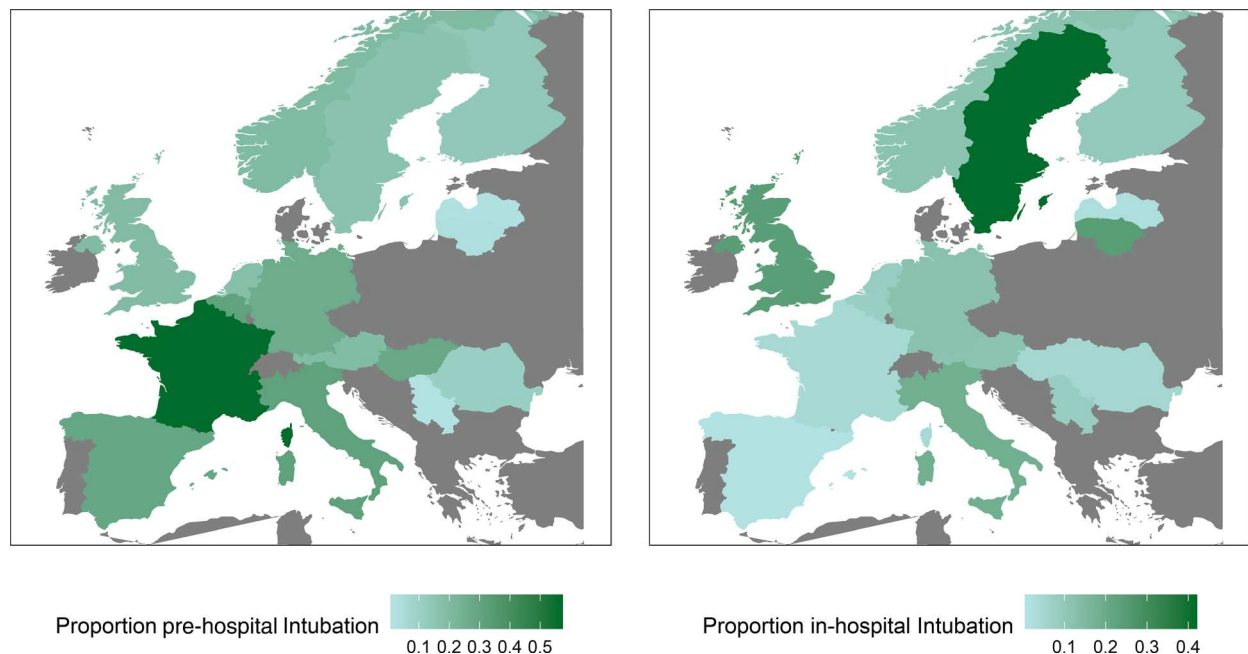 Proportion pre-hospital Intubation
0.1 0.2 0.3 0.4 0.5
Proportion in-hospital Intubation
0.1 0.2 0.3 0.4